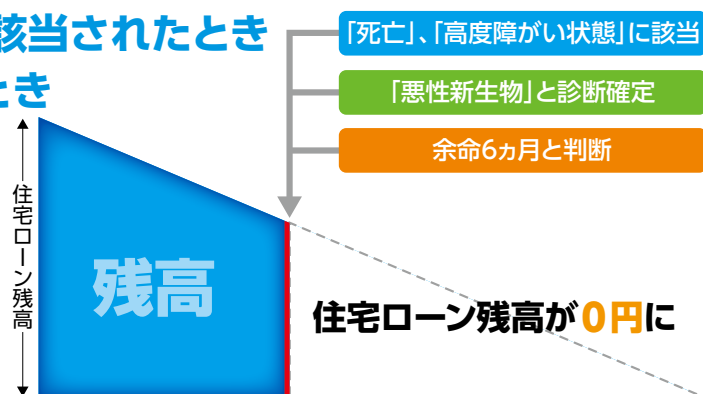 該当されたとき
とき
「死亡」、「高度障がい状態」に該当
「悪性新生物」と診断確定
余命6ヵ月と判断
住宅ローン残高
残高
住宅ローン残高が0円に